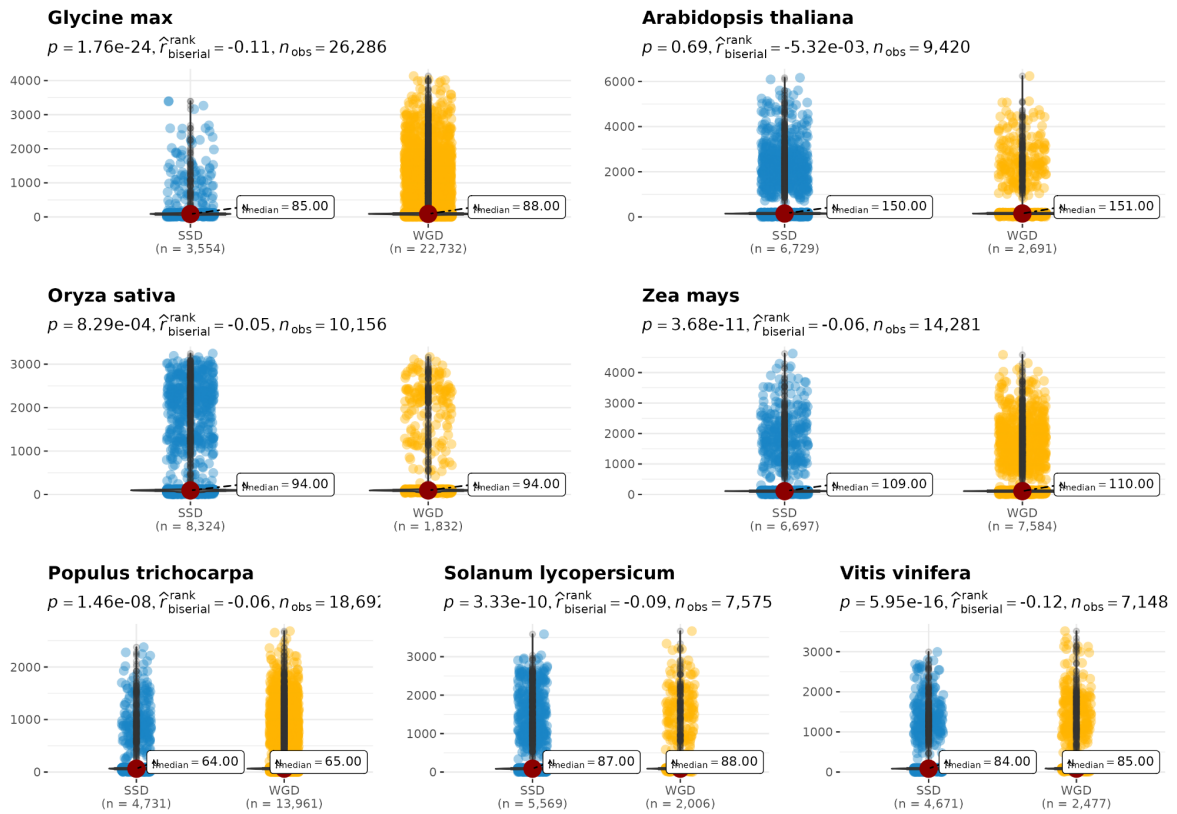 Glycine max
p = 1.76e-24, r̂ rank biserial = -0.11, n obs = 26,286
4000
3000
2000
1000
0
median = 85.00
median = 88.00
SSD
(n = 3,554)
WGD
(n = 22,732)
Arabidopsis thaliana
p = 0.69, r̂ rank biserial = -5.32e-03, n obs = 9,420
6000
4000
2000
0
median = 150.00
median = 151.00
SSD
(n = 6,729)
WGD
(n = 2,691)
Oryza sativa
p = 8.29e-04, r̂ rank biserial = -0.05, n obs = 10,156
3000
2000
1000
0
median = 94.00
median = 94.00
SSD
(n = 8,324)
WGD
(n = 1,832)
Zea mays
p = 3.68e-11, r̂ rank biserial = -0.06, n obs = 14,281
4000
3000
2000
1000
0
median = 109.00
median = 110.00
SSD
(n = 6,697)
WGD
(n = 7,584)
Populus trichocarpa
p = 1.46e-08, r̂ rank biserial = -0.06, n obs = 18,692
2000
1000
0
median = 64.00
median = 65.00
SSD
(n = 4,731)
WGD
(n = 13,961)
Solanum lycopersicum
p = 3.33e-10, r̂ rank biserial = -0.09, n obs = 7,575
3000
2000
1000
0
median = 87.00
median = 88.00
SSD
(n = 5,569)
WGD
(n = 2,006)
Vitis vinifera
p = 5.95e-16, r̂ rank biserial = -0.12, n obs = 7,148
3000
2000
1000
0
median = 84.00
median = 85.00
SSD
(n = 4,671)
WGD
(n = 2,477)